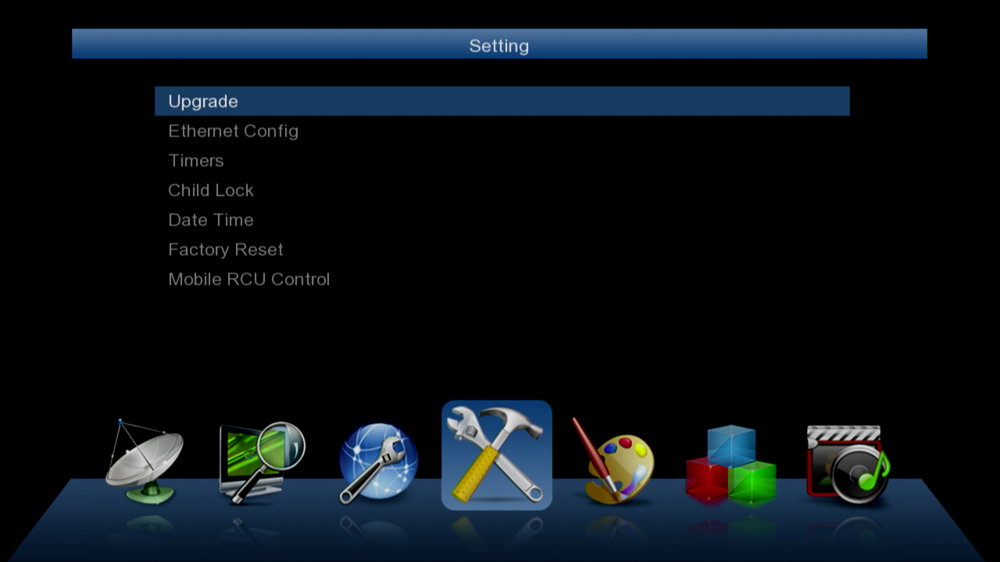 Setting
Upgrade
Ethernet Config
Timers
Child Lock
Date Time
Factory Reset
Mobile RCU Control